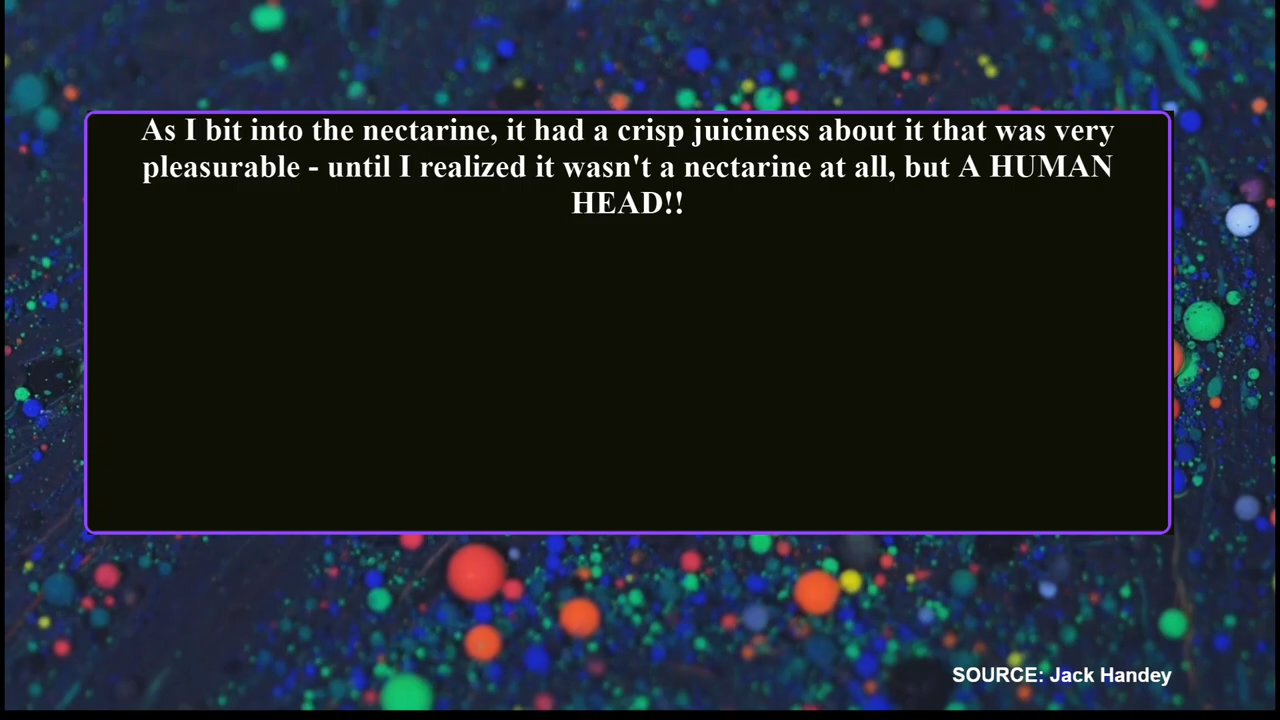 As I bit into the nectarine, it had a crisp juiciness about it that was very
pleasurable - until I realized it wasn't a nectarine at all, but A HUMAN
HEAD!!
SOURCE: Jack Handey